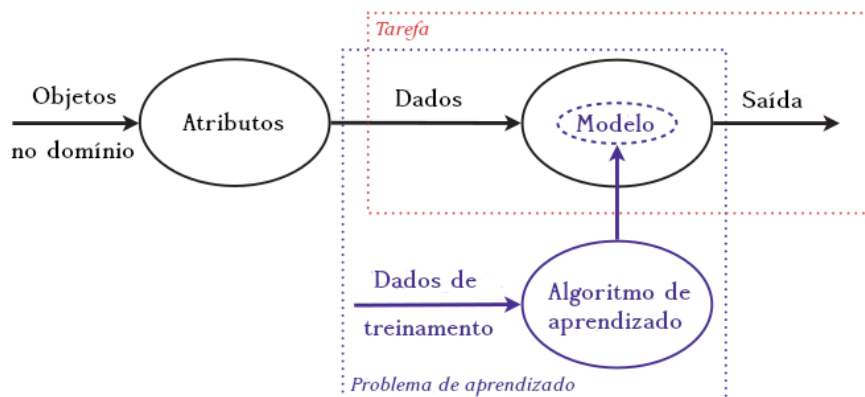 Tarefa
Objetos
no domínio
Atributos
Dados
Modelo
Saída
Dados de
treinamento
Algoritmo de
aprendizado
Problema de aprendizado